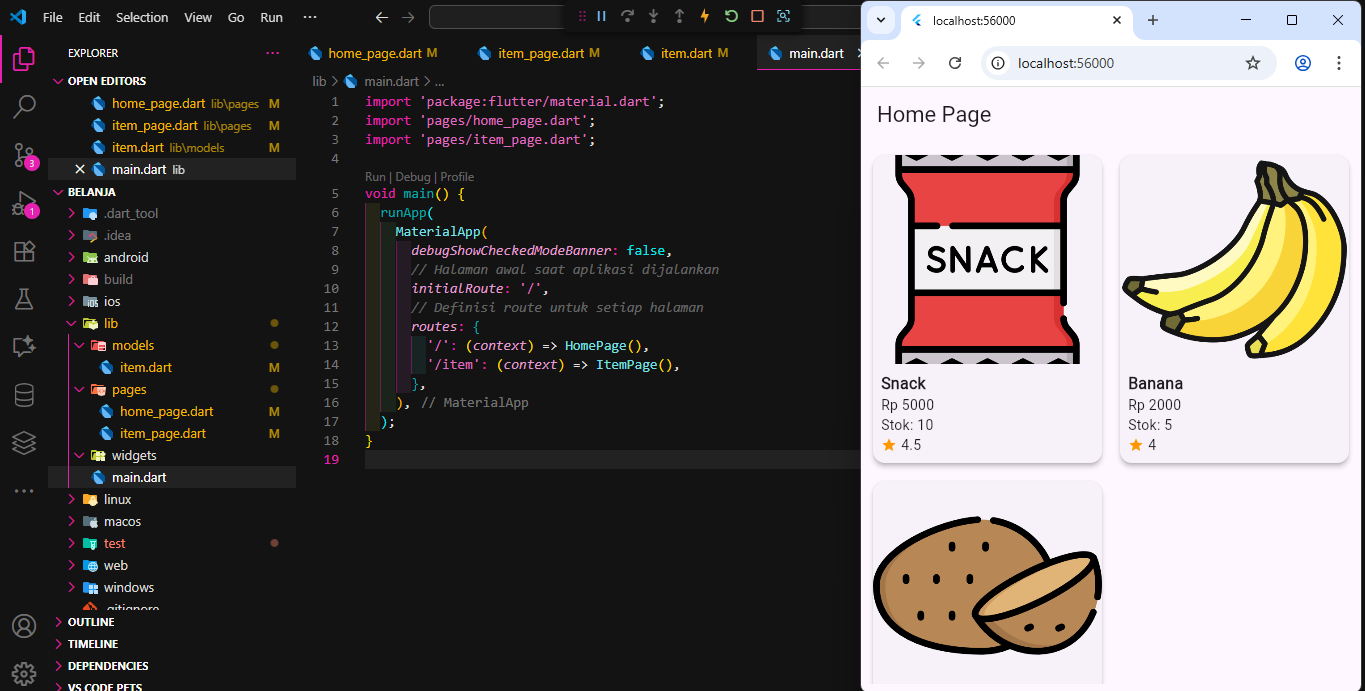 File Edit Selection View Go Run ···
EXPLORER ···
OPEN EDITORS
home_page.dart lib\pages M
item_page.dart lib\pages M
item.dart lib\models M
main.dart lib
BELANJA
.dart_tool
.idea
android
build
ios
lib
models
item.dart M
pages
home_page.dart M
item_page.dart M
widgets
main.dart
linux
macos
test
web
windows
.gitignore
OUTLINE
TIMELINE
DEPENDENCIES
VS CODE PETS
3
1
home_page.dart M item_page.dart M item.dart M main.dart
lib > main.dart > ...
1 import 'package:flutter/material.dart';
2 import 'pages/home_page.dart';
3 import 'pages/item_page.dart';
4
Run | Debug | Profile
5 void main() {
6 runApp(
7 MaterialApp(
8 debugShowCheckedModeBanner: false,
9 // Halaman awal saat aplikasi dijalankan
10 initialRoute: '/',
11 // Definisi route untuk setiap halaman
12 routes: {
13 '/': (context) => HomePage(),
14 '/item': (context) => ItemPage(),
15 },
16 ), // MaterialApp
17 );
18 }
19
localhost:56000
localhost:56000
Home Page
SNACK
Snack
Rp 5000
Stok: 10
4.5
Banana
Rp 2000
Stok: 5
4